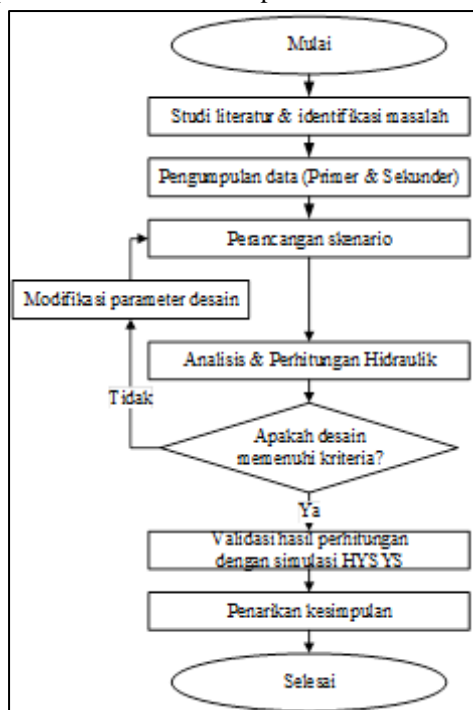 Mulai
Studi literatur & identifikasi masalah
Pengumpulan data (Primer & Sekunder)
Perancangan skenario
Modifikasi parameter desain
Analisis & Perhitungan Hidraulik
Tidak
Apakah desain
memenuhi kriteria?
Ya
Validasi hasil perhitungan
dengan simulasi HYSYS
Penarikan kesimpulan
Selesai